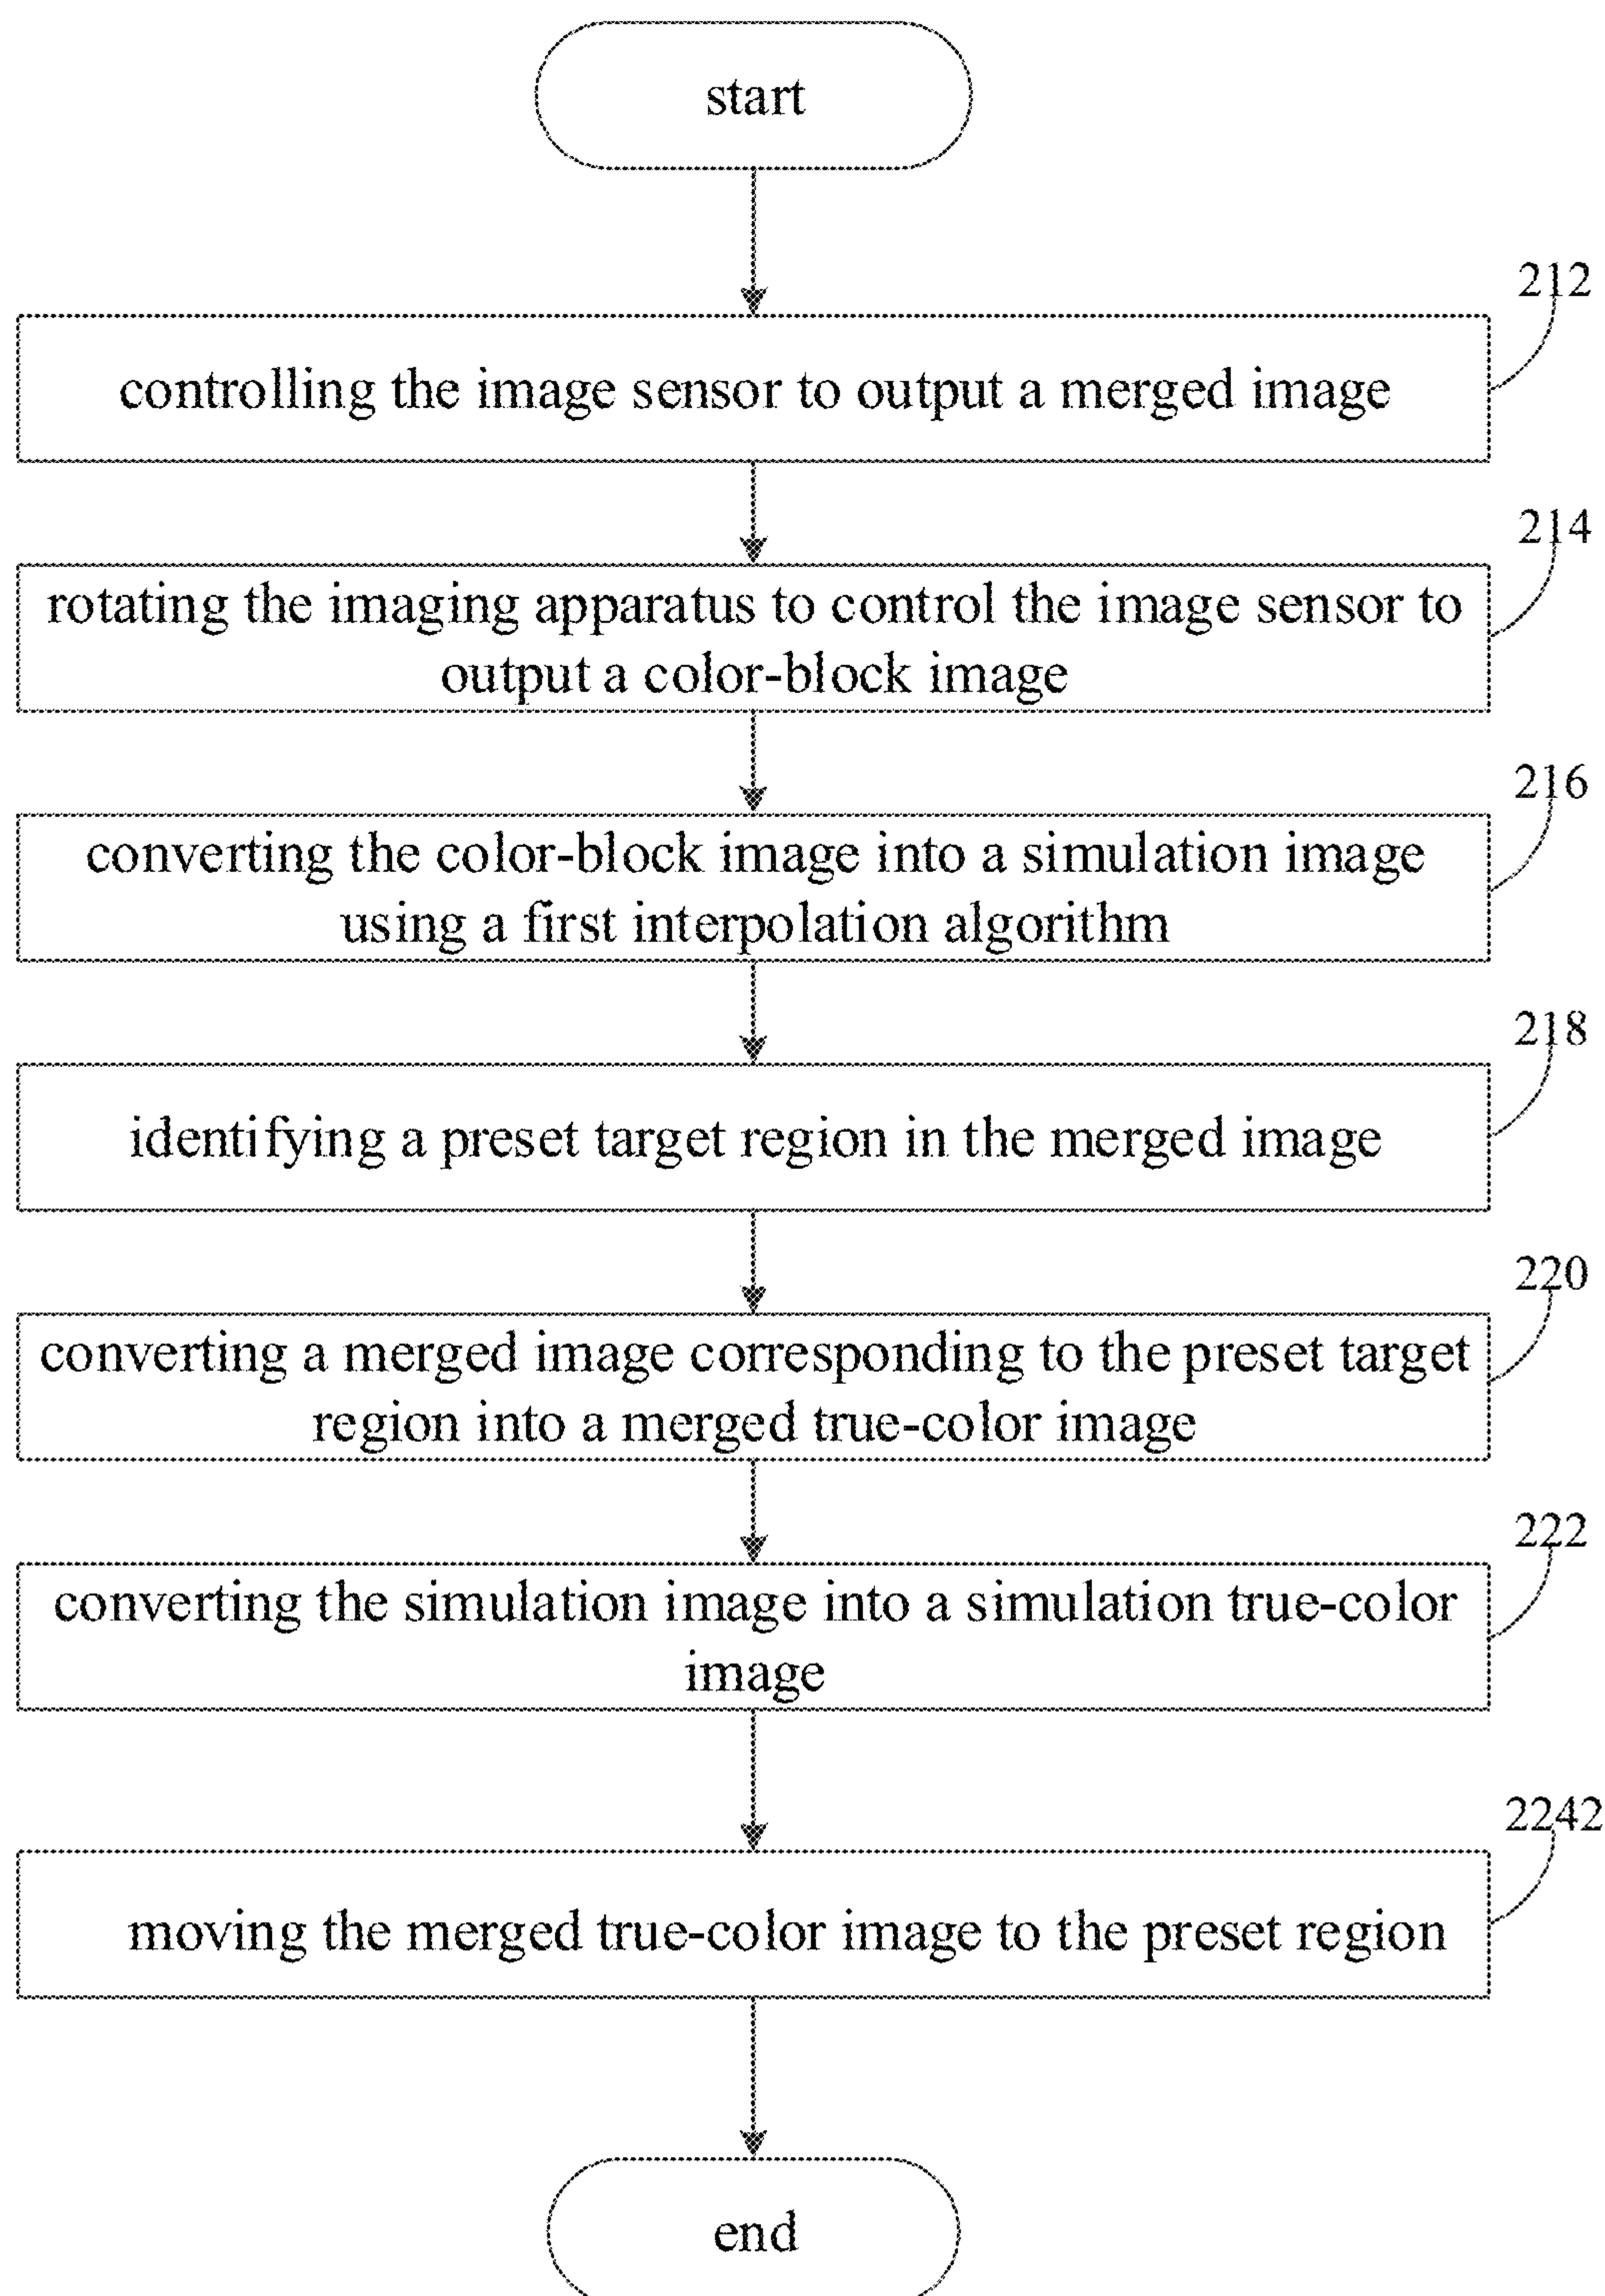 start
212
controlling the image sensor to output a merged image
214
rotating the imaging apparatus to control the image sensor to
output a color-block image
216
converting the color-block image into a simulation image
using a first interpolation algorithm
218
identifying a preset target region in the merged image
220
converting a merged image corresponding to the preset target
region into a merged true-color image
222
converting the simulation image into a simulation true-color
image
2242
moving the merged true-color image to the preset region
end